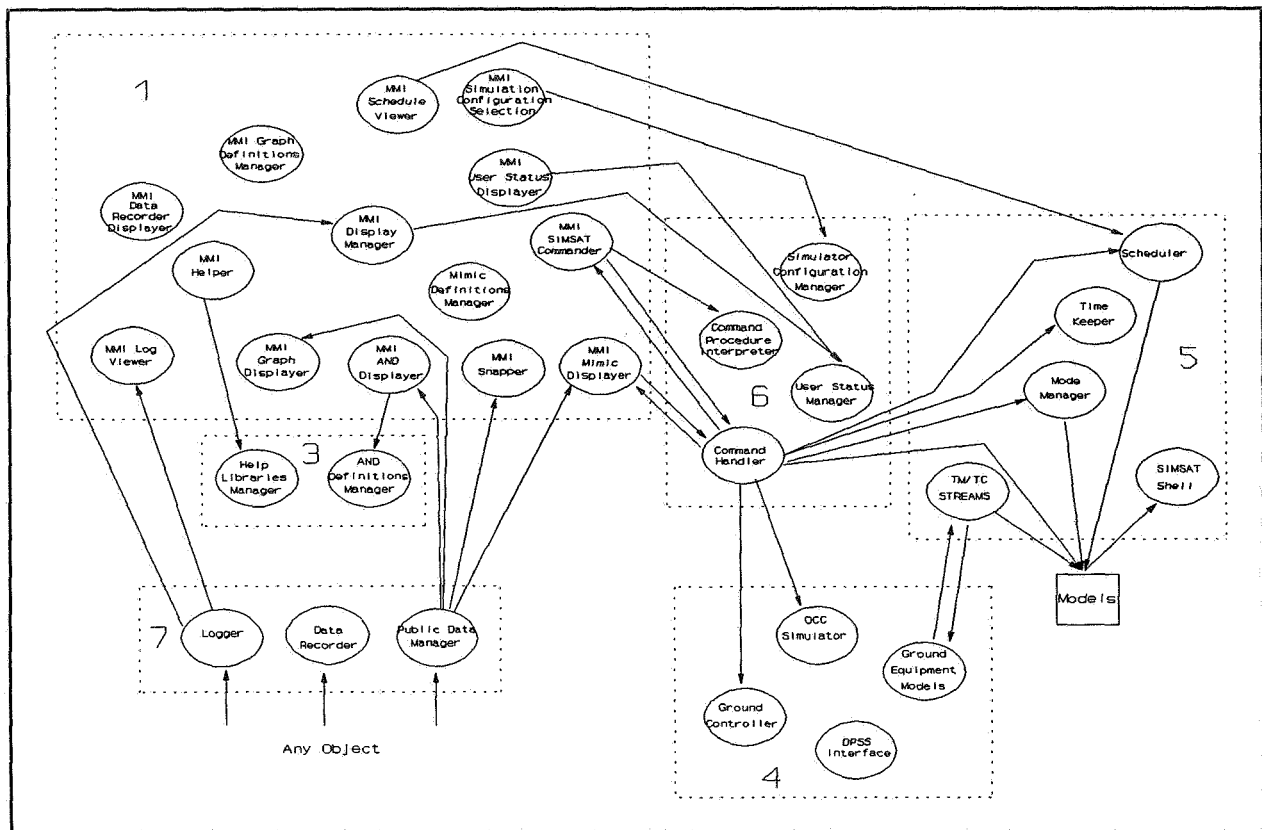 1
MMI
Schedule
Viewer
MMI
Simulation
Configuration
Selection
MMI Graph
Definitions
Manager
MMI
User Status
Displayer
MMI
Data
Recorder
Displayer
MMI
Display
Manager
MMI
SIMSAT
Commander
MMI
Helper
Mimic
Definitions
Manager
MMI Log
Viewer
MMI
Graph
Displayer
MMI
AND
Displayer
MMI
Snapper
MMI
Mimic
Displayer
Simulator
Configuration
Manager
Command
Procedure
Interpreter
User Status
Manager
6
Command
Handler
Scheduler
Time
Keeper
5
Mode
Manager
TM/TC
STREAMS
SIMSAT
Shell
Models
3
Help
Libraries
Manager
AND
Definitions
Manager
7
Logger
Data
Recorder
Public Data
Manager
Any Object
OCC
Simulator
Ground
Equipment
Models
Ground
Controller
DPSS
Interface
4